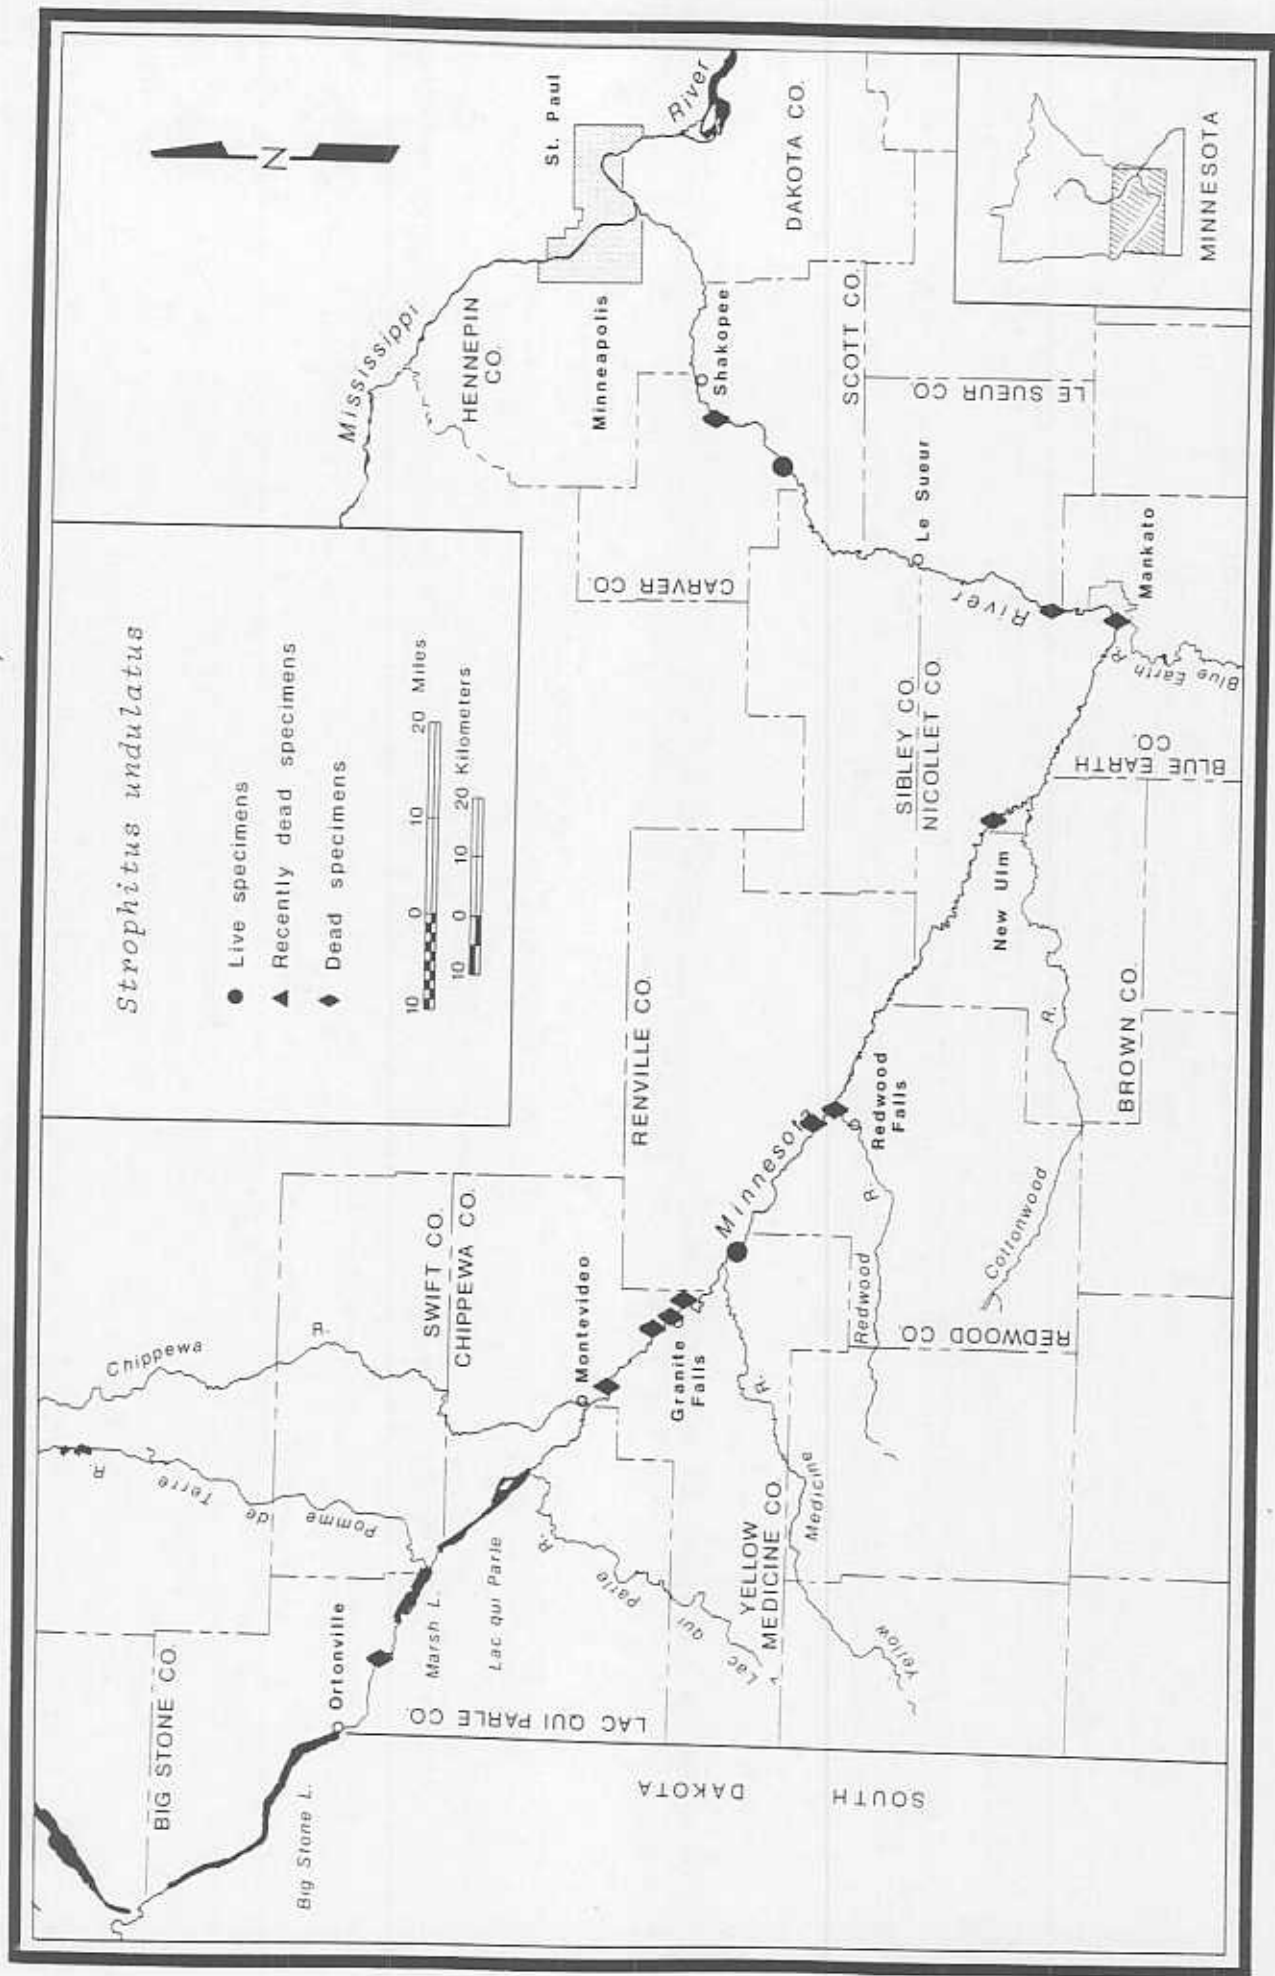 Strophitus undulatus
Live specimens
Recently dead specimens
Dead specimens
10 0 10 20 Miles
10 0 10 20 Kilometers
N
BIG STONE CO.
Big Stone L.
Ortonville
Marsh L.
Lac qui Parle
Pomme de Terre R.
Chippewa R.
SWIFT CO.
CHIPPEWA CO.
LAC QUI PARLE CO.
SOUTH
DAKOTA
Lac qui Parle R.
Montevideo
Granite
Falls
YELLOW
MEDICINE CO.
Yellow Medicine R.
RENVILLE CO.
Minnesota River
Redwood
Falls
Redwood R.
REDWOOD CO.
Cottonwood R.
BROWN CO.
New Ulm
SIBLEY CO.
NICOLLET CO.
BLUE EARTH
CO.
Blue Earth R.
Mankato
Le Sueur
LE SUEUR CO.
CARVER CO.
SCOTT CO.
Shakopee
HENNEPIN
CO.
Minneapolis
St. Paul
Mississippi River
DAKOTA CO.
MINNESOTA